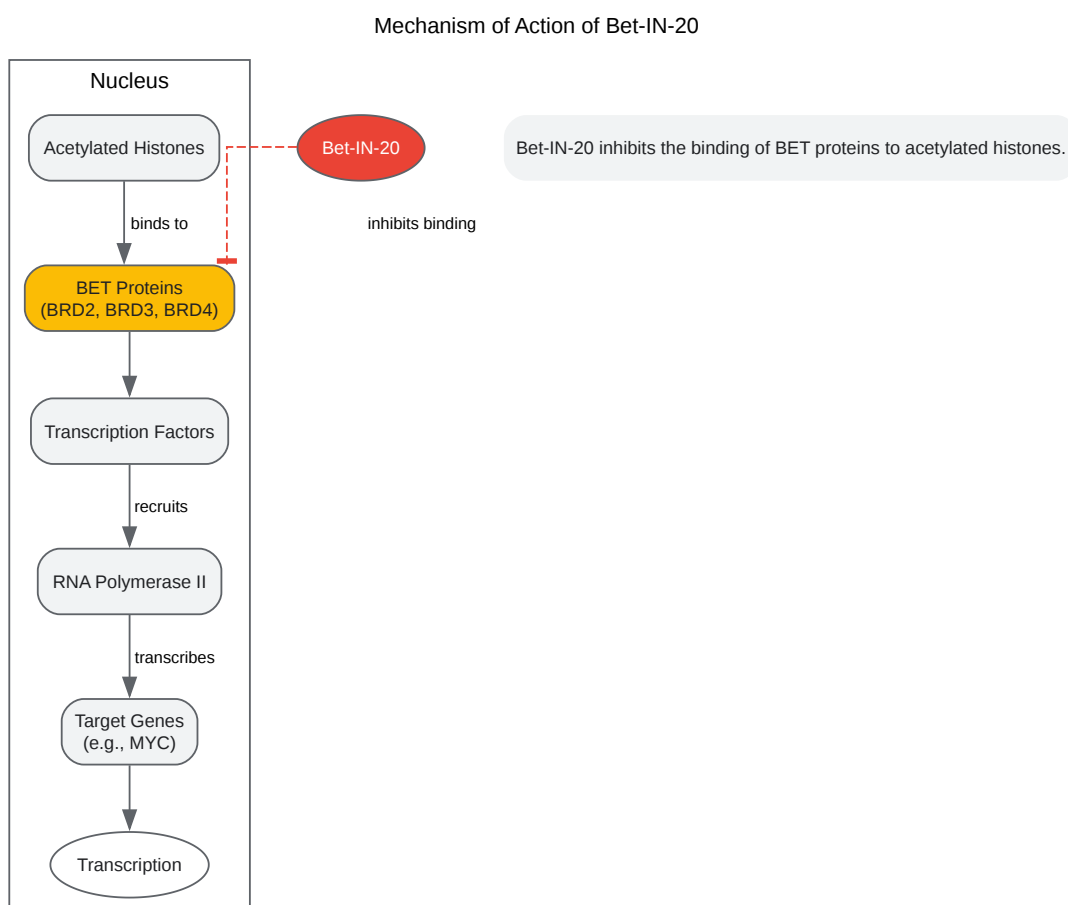 Mechanism of Action of Bet-IN-20
Nucleus
Acetylated Histones
Bet-IN-20
Bet-IN-20 inhibits the binding of BET proteins to acetylated histones.
binds to
inhibits binding
BET Proteins
(BRD2, BRD3, BRD4)
Transcription Factors
recruits
RNA Polymerase II
transcribes
Target Genes
(e.g., MYC)
Transcription